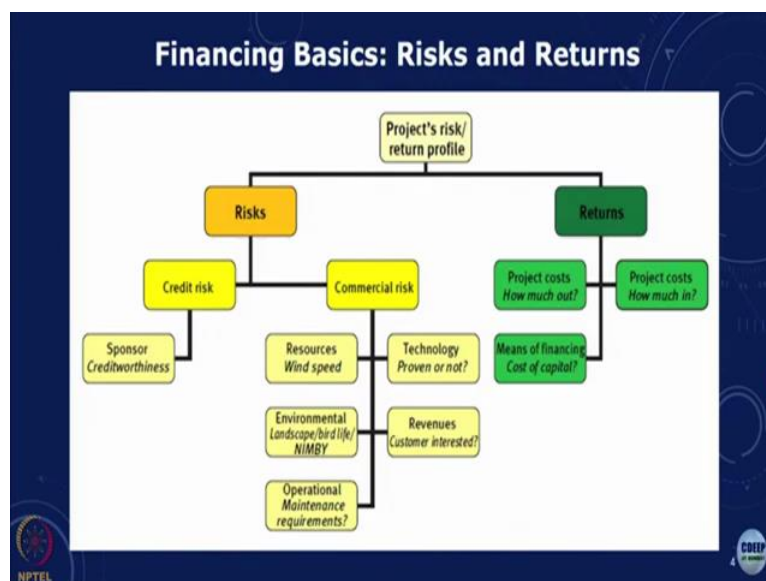 Financing Basics: Risks and Returns
Project's risk/
return profile
Risks
Returns
Credit risk
Commercial risk
Project costs
How much out?
Project costs
How much in?
Sponsor
Creditworthiness
Resources
Wind speed
Technology
Proven or not?
Means of financing
Cost of capital?
Environmental
Landscape/bird life/
NIMBY
Revenues
Customer interested?
Operational
Maintenance
requirements?
NPTEL
4